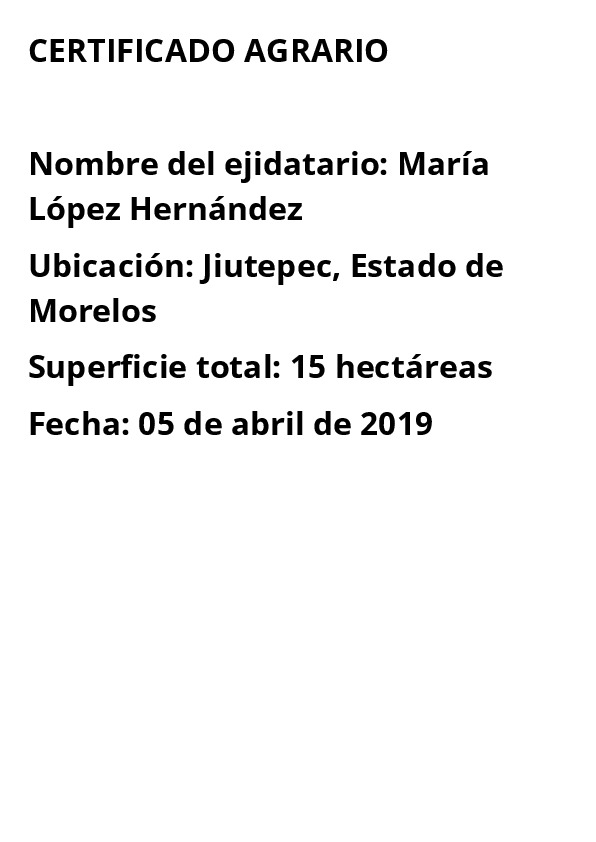 CERTIFICADO AGRARIO
Nombre del ejidatario: María
López Hernández
Ubicación: Jiutepec, Estado de
Morelos
Superficie total: 15 hectáreas
Fecha: 05 de abril de 2019